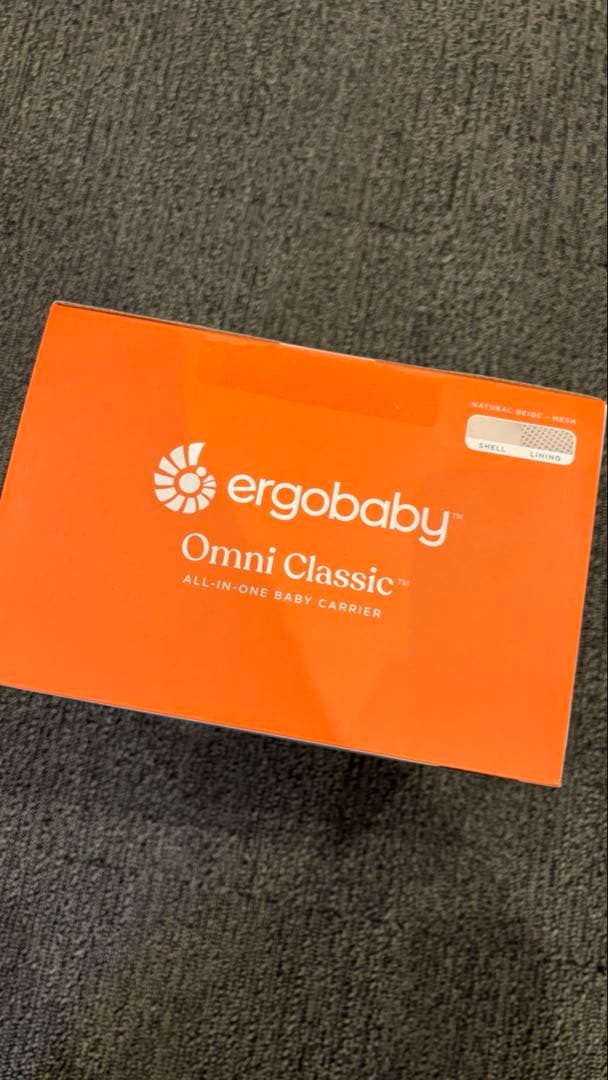 NATURAL BEIGE - MESH
SHELL LINING
ergobaby™
Omni Classic™
ALL-IN-ONE BABY CARRIER